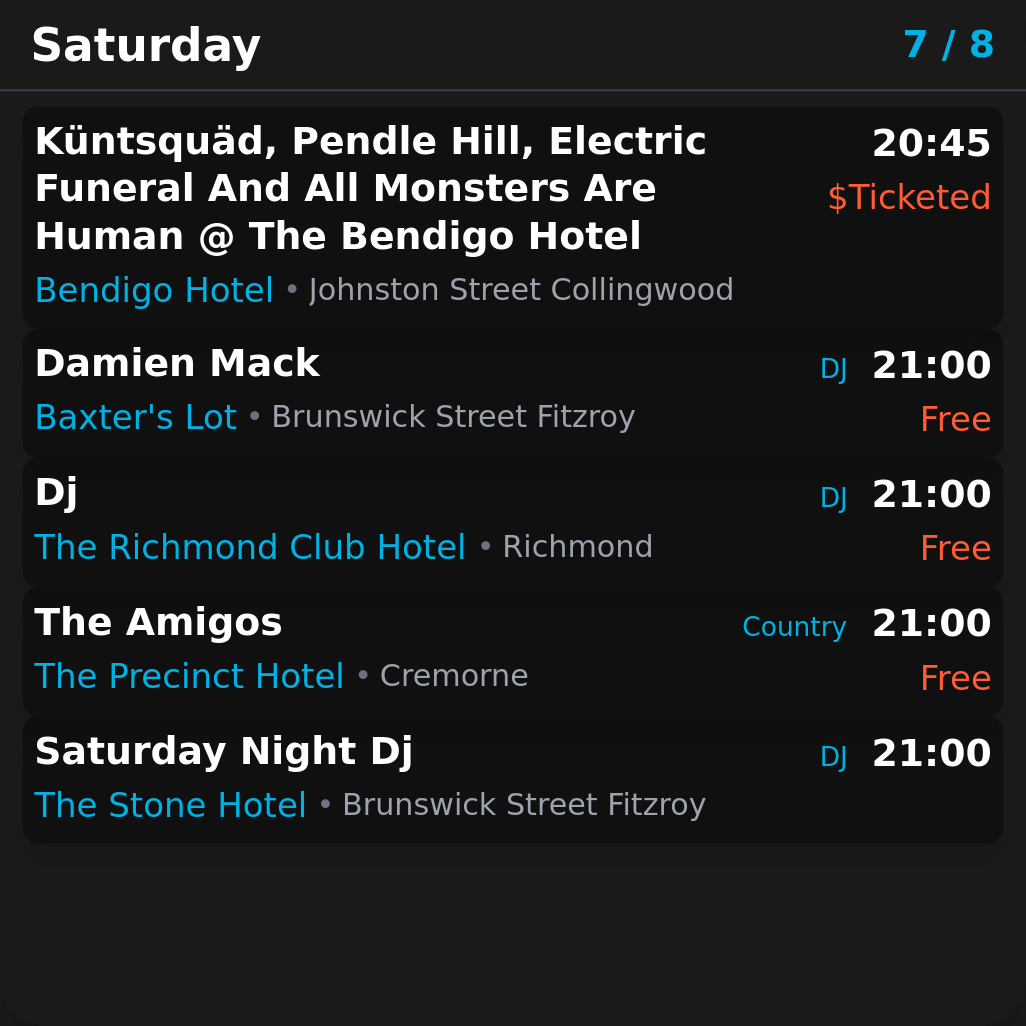 Saturday 7 / 8
Küntsquäd, Pendle Hill, Electric 20:45
Funeral And All Monsters Are $Ticketed
Human @ The Bendigo Hotel
Bendigo Hotel • Johnston Street Collingwood
Damien Mack DJ 21:00
Baxter's Lot • Brunswick Street Fitzroy Free
Dj DJ 21:00
The Richmond Club Hotel • Richmond Free
The Amigos Country 21:00
The Precinct Hotel • Cremorne Free
Saturday Night Dj DJ 21:00
The Stone Hotel • Brunswick Street Fitzroy